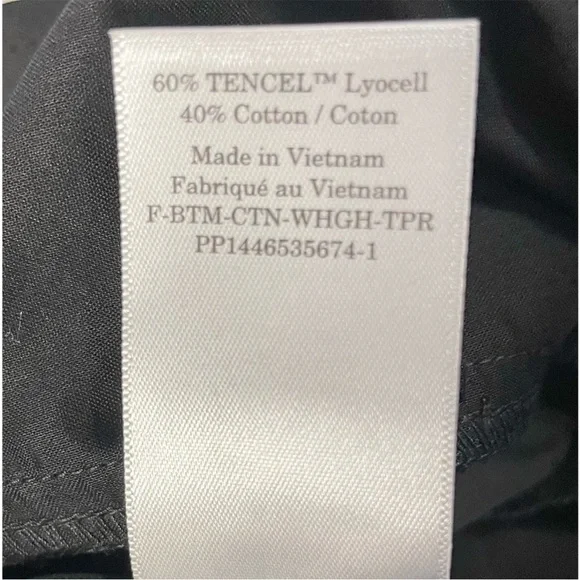 60% TENCEL™ Lyocell
40% Cotton / Coton
Made in Vietnam
Fabriqué au Vietnam
F-BTM-CTN-WHGH-TPR
PP1446535674-1